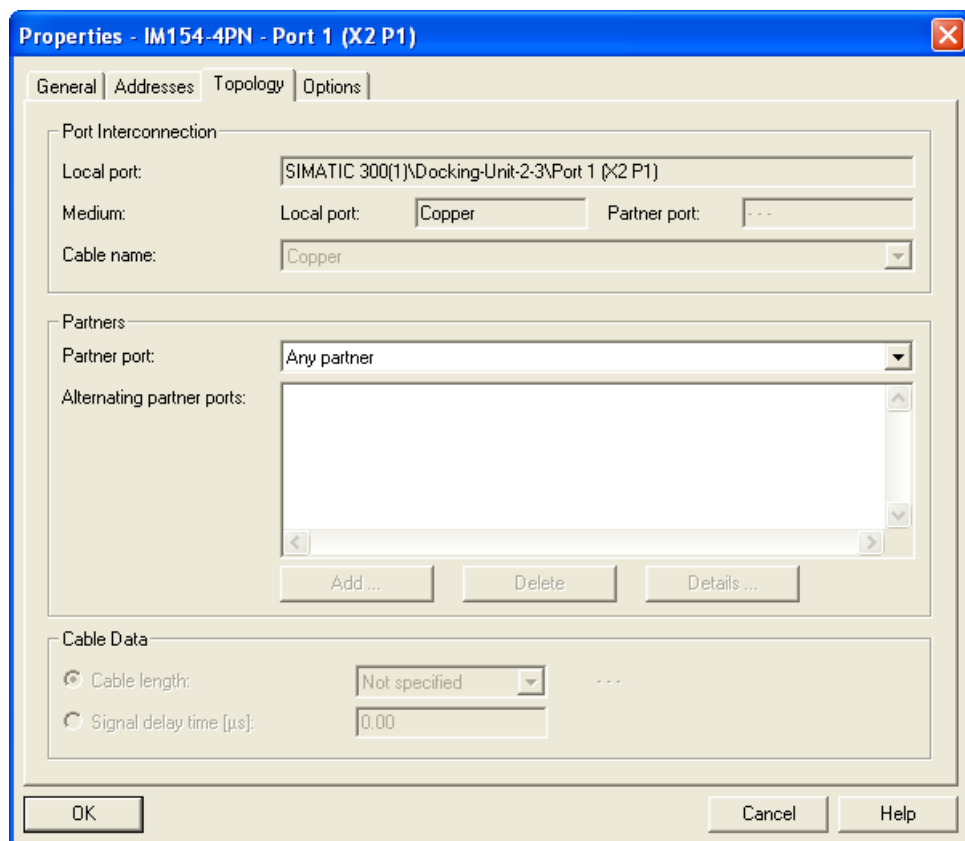 Properties - IM154-4PN - Port 1 (X2 P1)
General Addresses Topology Options
Port Interconnection
Local port: SIMATIC 300(1)\Docking-Unit-2-3\Port 1 (X2 P1)
Medium: Local port: Copper Partner port: - - -
Cable name: Copper
Partners
Partner port: Any partner
Alternating partner ports:
Add ... Delete Details ...
Cable Data
Cable length: Not specified - - -
Signal delay time [µs]: 0.00
OK Cancel Help